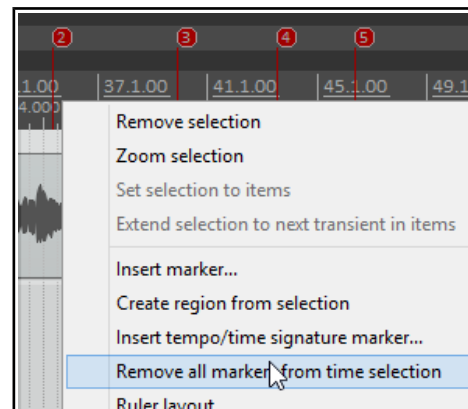 2 3 4 5
1.00 37.1.00 41.1.00 45.1.00 49.1
4.000
Remove selection
Zoom selection
Set selection to items
Extend selection to next transient in items
Insert marker...
Create region from selection
Insert tempo/time signature marker...
Remove all markers from time selection
Ruler layout